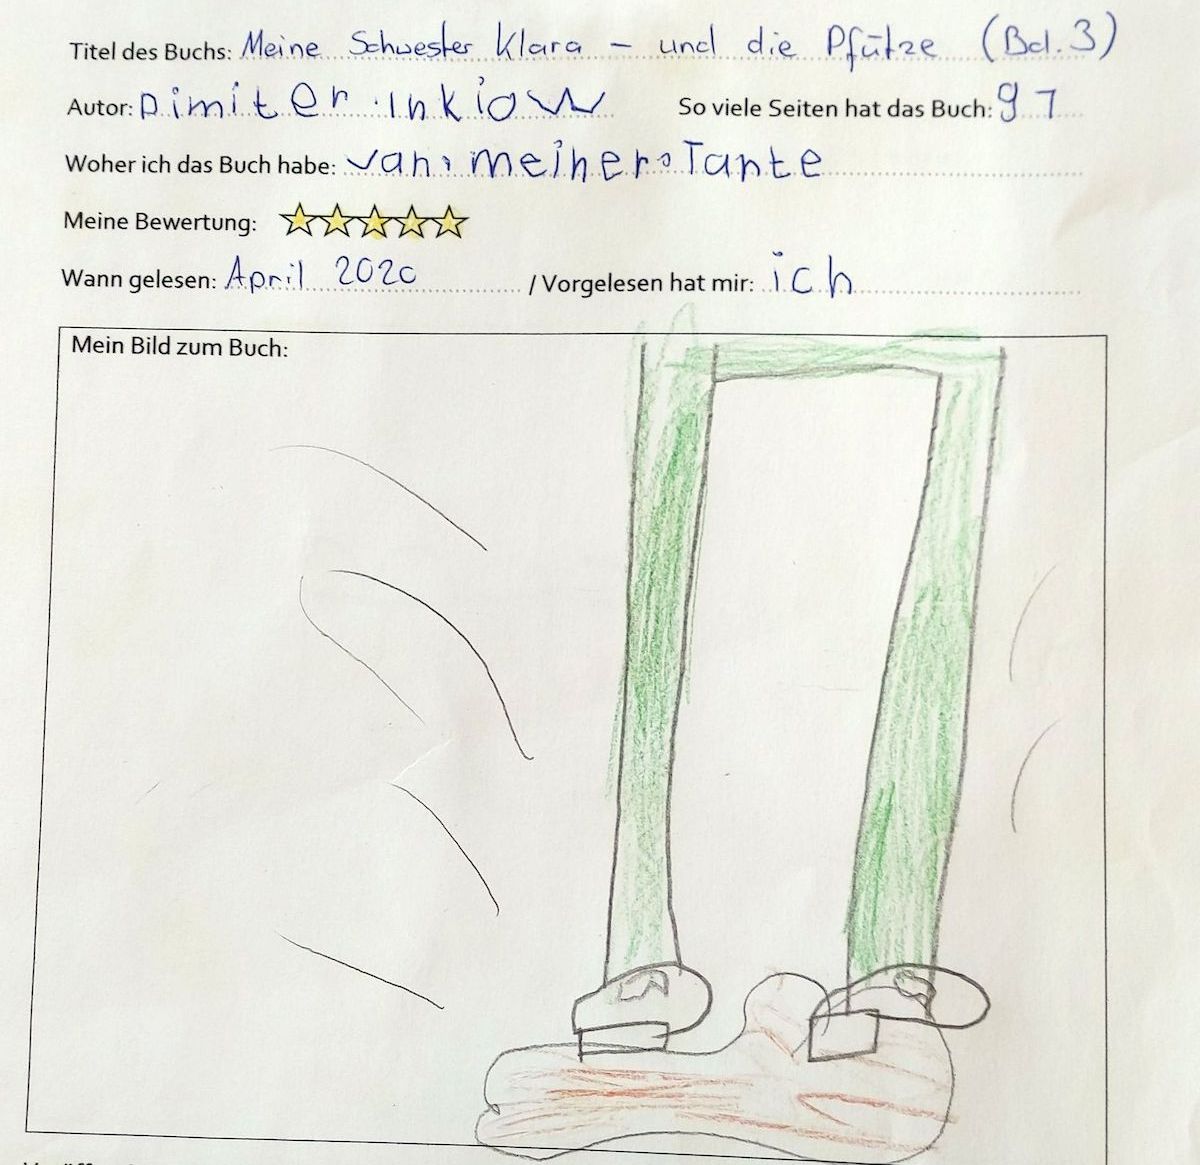 Titel des Buchs: Meine Schwester Klara – und die Pfütze (Bd. 3)
Autor: Dimiter Inkiow So viele Seiten hat das Buch: 91
Woher ich das Buch habe: von meiner Tante
Meine Bewertung:
Wann gelesen: April 2020 / Vorgelesen hat mir: ich
Mein Bild zum Buch: